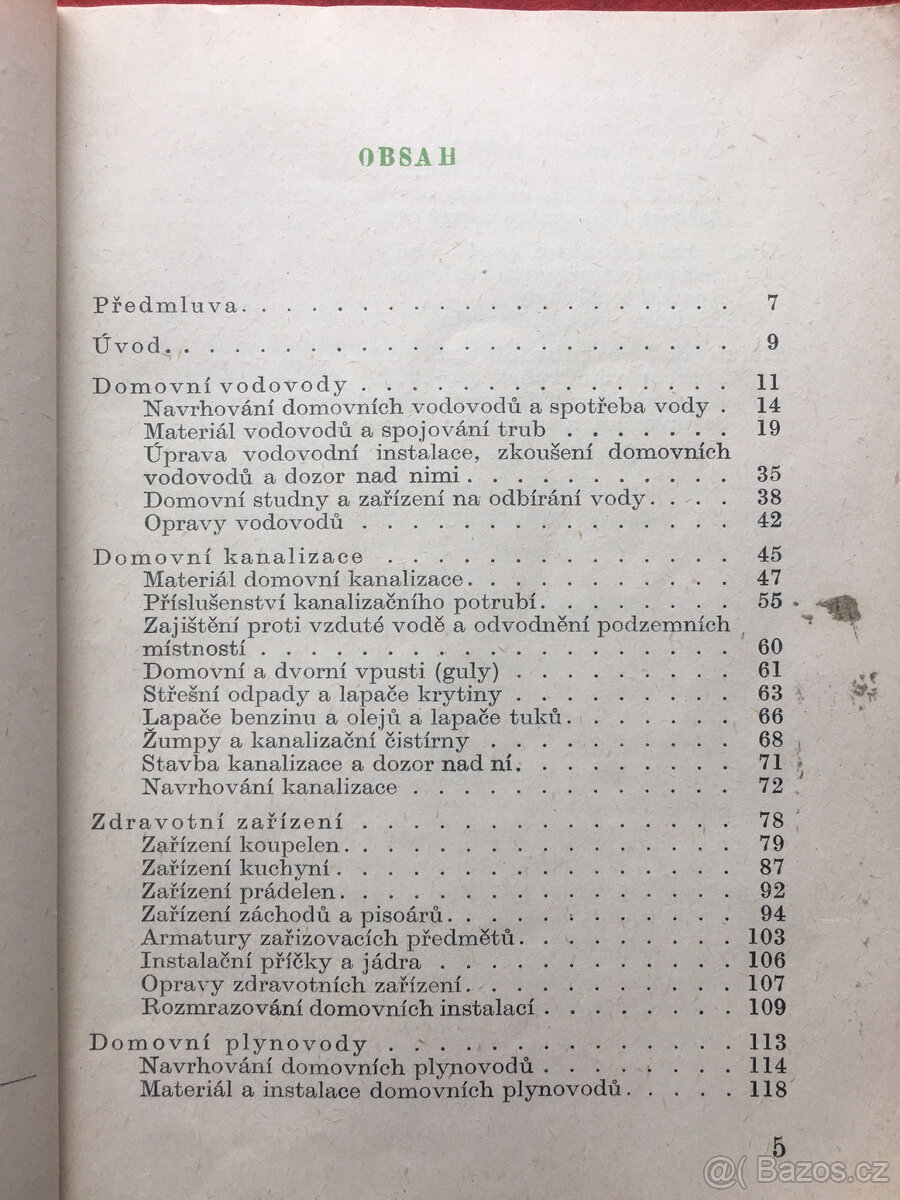 OBSAH
Předmluva. . . . . . . . . . . . . . . . . . . . . 7
Úvod. . . . . . . . . . . . . . . . . . . . . . . . 9
Domovní vodovody . . . . . . . . . . . . . . . . 11
Navrhování domovních vodovodů a spotřeba vody . 14
Materiál vodovodů a spojování trub . . . . . . . 19
Úprava vodovodní instalace, zkoušení domovních
vodovodů a dozor nad nimi . . . . . . . . . . . 35
Domovní studny a zařízení na odbírání vody. . . . 38
Opravy vodovodů . . . . . . . . . . . . . . . . 42
Domovní kanalizace . . . . . . . . . . . . . . . 45
Materiál domovní kanalizace. . . . . . . . . . . 47
Příslušenství kanalizačního potrubí. . . . . . . . 55
Zajištění proti vzduté vodě a odvodnění podzemních
místností . . . . . . . . . . . . . . . . . . . . 60
Domovní a dvorní vpusti (guly) . . . . . . . . . 61
Střešní odpady a lapače krytiny . . . . . . . . . 63
Lapače benzinu a olejů a lapače tuků. . . . . . . 66
Žumpy a kanalizační čistírny . . . . . . . . . . 68
Stavba kanalizace a dozor nad ní. . . . . . . . . 71
Navrhování kanalizace . . . . . . . . . . . . . . 72
Zdravotní zařízení . . . . . . . . . . . . . . . . 78
Zařízení koupelen. . . . . . . . . . . . . . . . . 79
Zařízení kuchyní. . . . . . . . . . . . . . . . . 87
Zařízení prádelen. . . . . . . . . . . . . . . . . 92
Zařízení záchodů a pisoárů. . . . . . . . . . . . 94
Armatury zařizovacích předmětů. . . . . . . . . 103
Instalační příčky a jádra . . . . . . . . . . . . 106
Opravy zdravotních zařízení. . . . . . . . . . . 107
Rozmrazování domovních instalací . . . . . . . . 109
Domovní plynovody . . . . . . . . . . . . . . 113
Navrhování domovních plynovodů . . . . . . . . 114
Materiál a instalace domovních plynovodů. . . . . 118
5
@( Bazos.cz